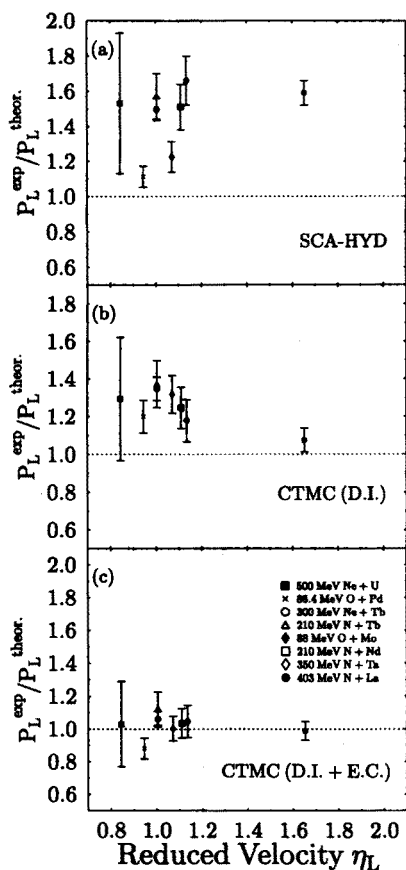 2.0
(a)
1.8
1.6
1.4
1.2
1.0
0.8
SCA-HYD
0.6
P_L^exp/P_L^theor.
1.8
(b)
1.6
1.4
1.2
1.0
0.8
CTMC (D.I.)
0.6
P_L^exp/P_L^theor.
1.8
(c)
1.6
500 MeV Ne + U
86.4 MeV O + Pd
1.4
300 MeV Ne + Tb
210 MeV N + Tb
1.2
88 MeV O + Mo
210 MeV N + Nd
1.0
350 MeV N + Ta
403 MeV N + La
0.8
CTMC (D.I. + E.C.)
0.6
P_L^exp/P_L^theor.
0.8 1.0 1.2 1.4 1.6 1.8 2.0
Reduced Velocity η_L